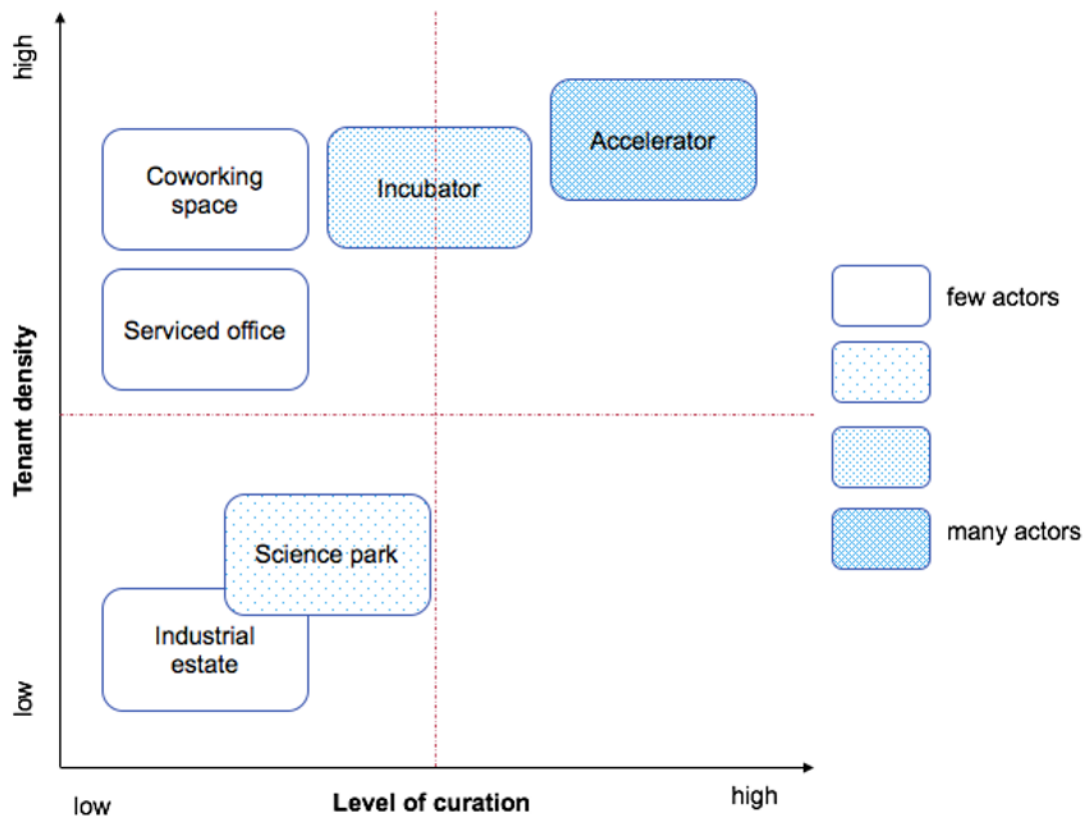 high
Coworking
space
Incubator
Accelerator
Serviced office
few actors
Tenant density
Science park
many actors
Industrial
estate
low
low
Level of curation
high